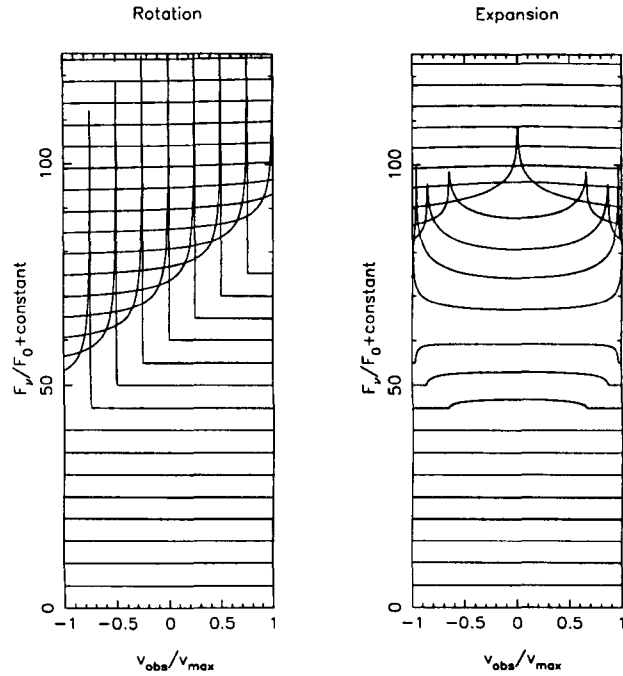 Rotation
Expansion
F_ν/F_0+constant
0
50
100
-1
-0.5
0
0.5
1
v_obs/v_max
F_ν/F_0+constant
0
50
100
-1
-0.5
0
0.5
1
v_obs/v_max